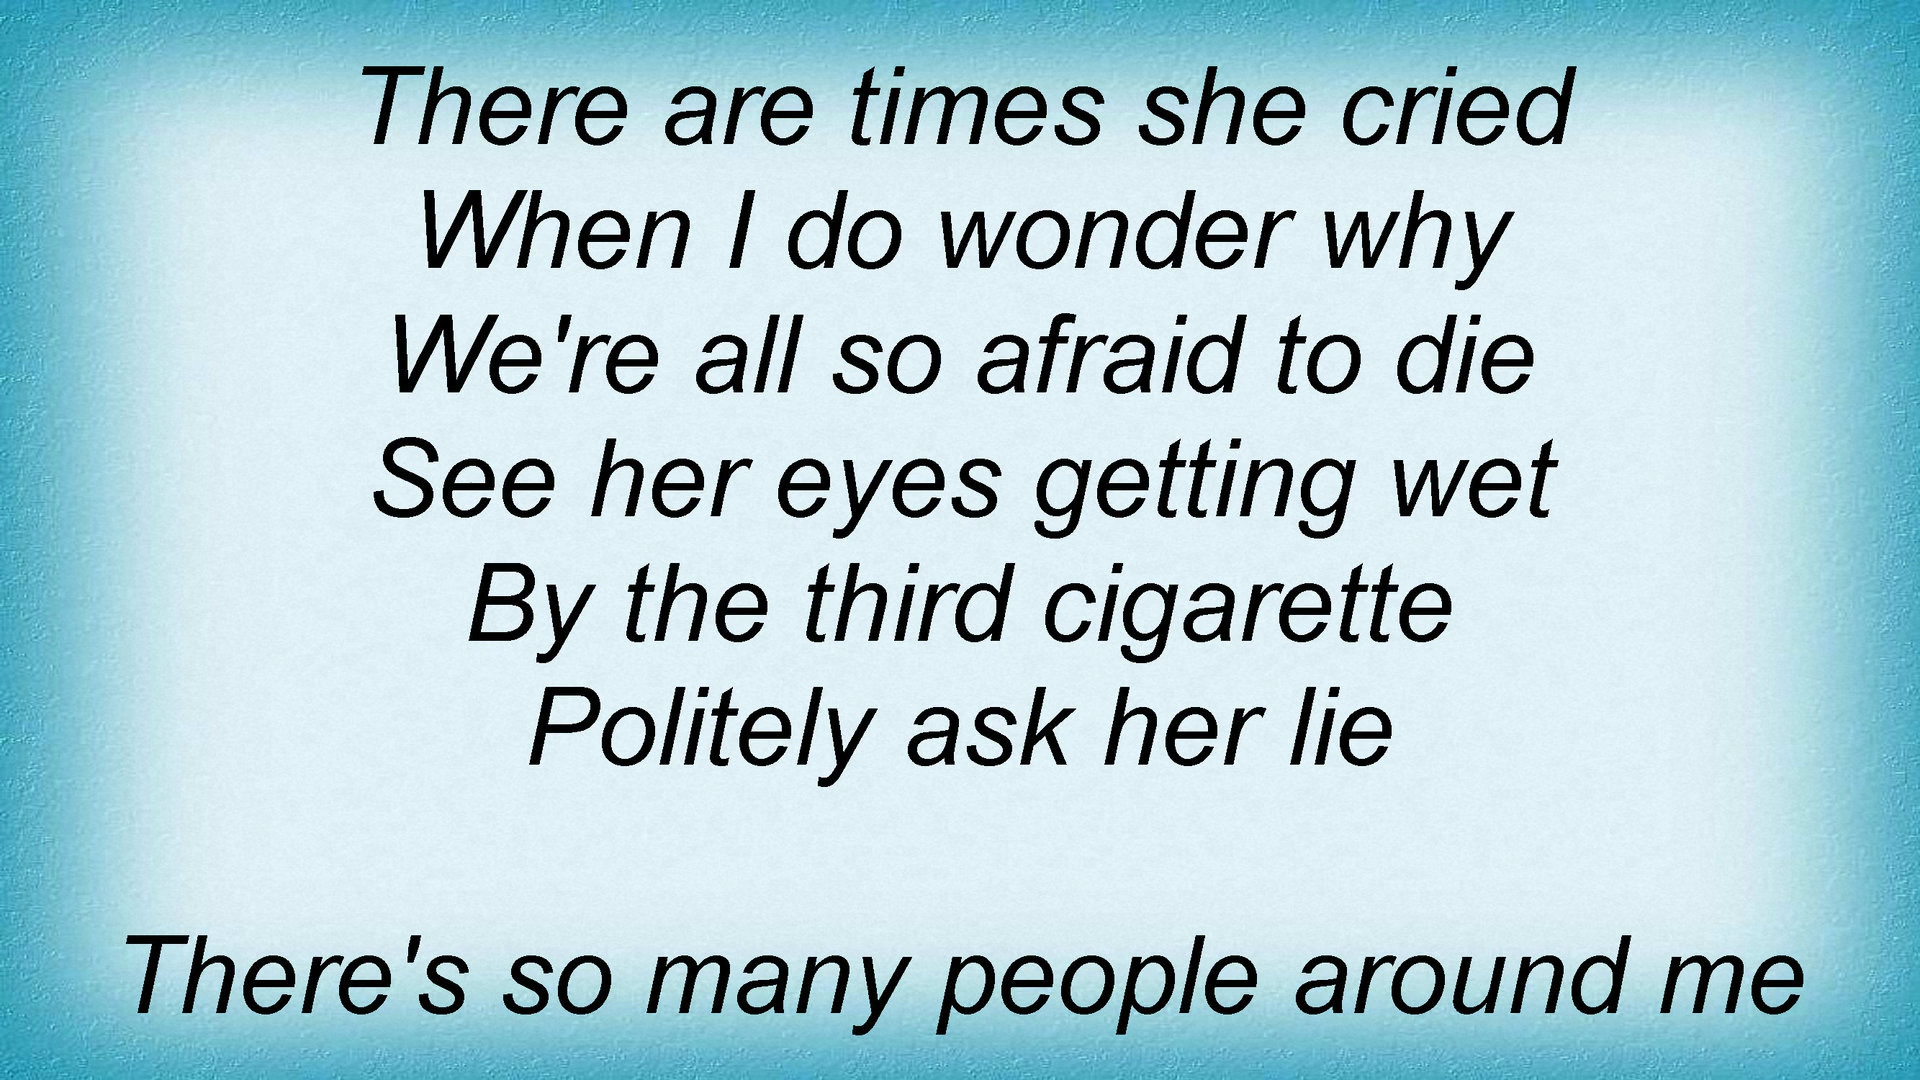 There are times she cried
When I do wonder why
We're all so afraid to die
See her eyes getting wet
By the third cigarette
Politely ask her lie
There's so many people around me